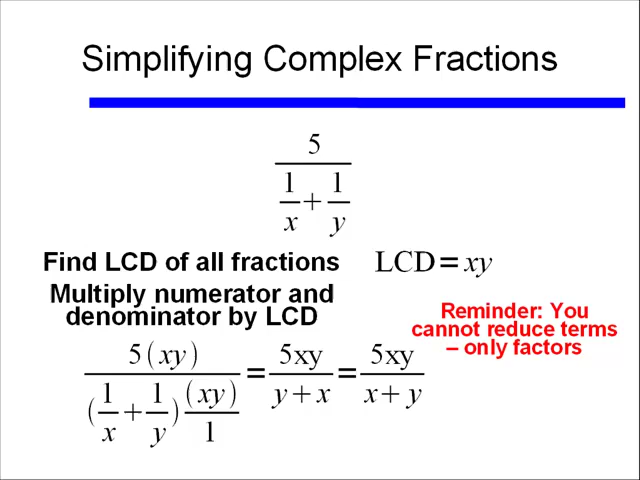 Simplifying Complex Fractions
5
1 1
x + y
Find LCD of all fractions LCD = xy
Multiply numerator and
denominator by LCD
Reminder: You
cannot reduce terms
– only factors
5(xy) / ((1/x + 1/y) (xy)/1) = 5xy / (y + x) = 5xy / (x + y)